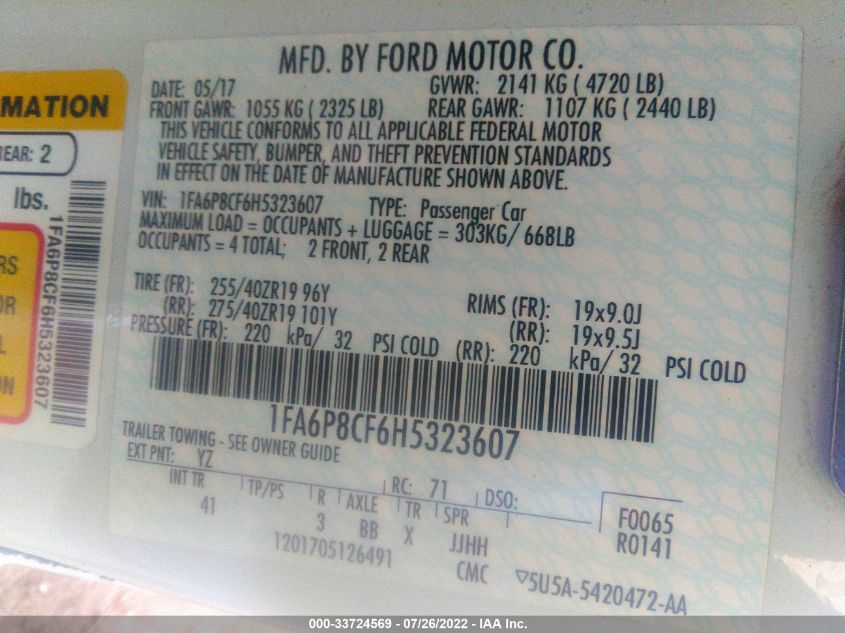 MFD. BY FORD MOTOR CO.
DATE: 05/17 GVWR: 2141 KG ( 4720 LB)
FRONT GAWR: 1055 KG ( 2325 LB) REAR GAWR: 1107 KG ( 2440 LB)
THIS VEHICLE CONFORMS TO ALL APPLICABLE FEDERAL MOTOR
VEHICLE SAFETY, BUMPER, AND THEFT PREVENTION STANDARDS
IN EFFECT ON THE DATE OF MANUFACTURE SHOWN ABOVE.
VIN: 1FA6P8CF6H5323607 TYPE: Passenger Car
MAXIMUM LOAD = OCCUPANTS + LUGGAGE = 303KG/ 668LB
OCCUPANTS = 4 TOTAL; 2 FRONT, 2 REAR
TIRE (FR): 255/40ZR19 96Y RIMS (FR): 19x9.0J
(RR): 275/40ZR19 101Y (RR): 19x9.5J
PRESSURE (FR): 220 kPa/ 32 PSI COLD (RR): 220 kPa/ 32 PSI COLD
1FA6P8CF6H5323607
TRAILER TOWING - SEE OWNER GUIDE
EXT PNT: YZ RC: 71 DSO:
INT TR TP/PS R AXLE TR SPR
41 3 BB X JJHH
F0065
R0141
1201705126491 CMC
5U5A-5420472-AA
MATION
REAR: 2
lbs.
1FA6P8CF6H5323607
RS
OR
L
ON
000-33724569 - 07/26/2022 - IAA Inc.